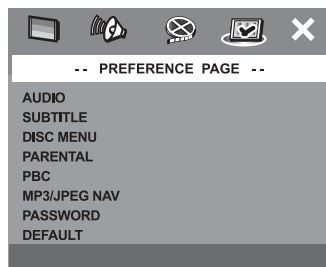 -- PREFERENCE PAGE --
AUDIO
SUBTITLE
DISC MENU
PARENTAL
PBC
MP3/JPEG NAV
PASSWORD
DEFAULT